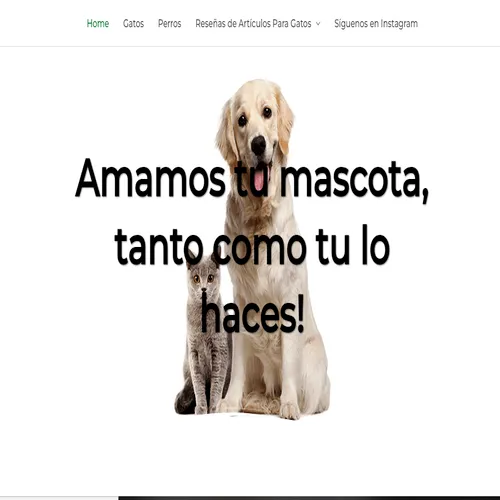 Home Gatos Perros Reseñas de Artículos Para Gatos Síguenos en Instagram
Amamos tu mascota,
tanto como tu lo
haces!